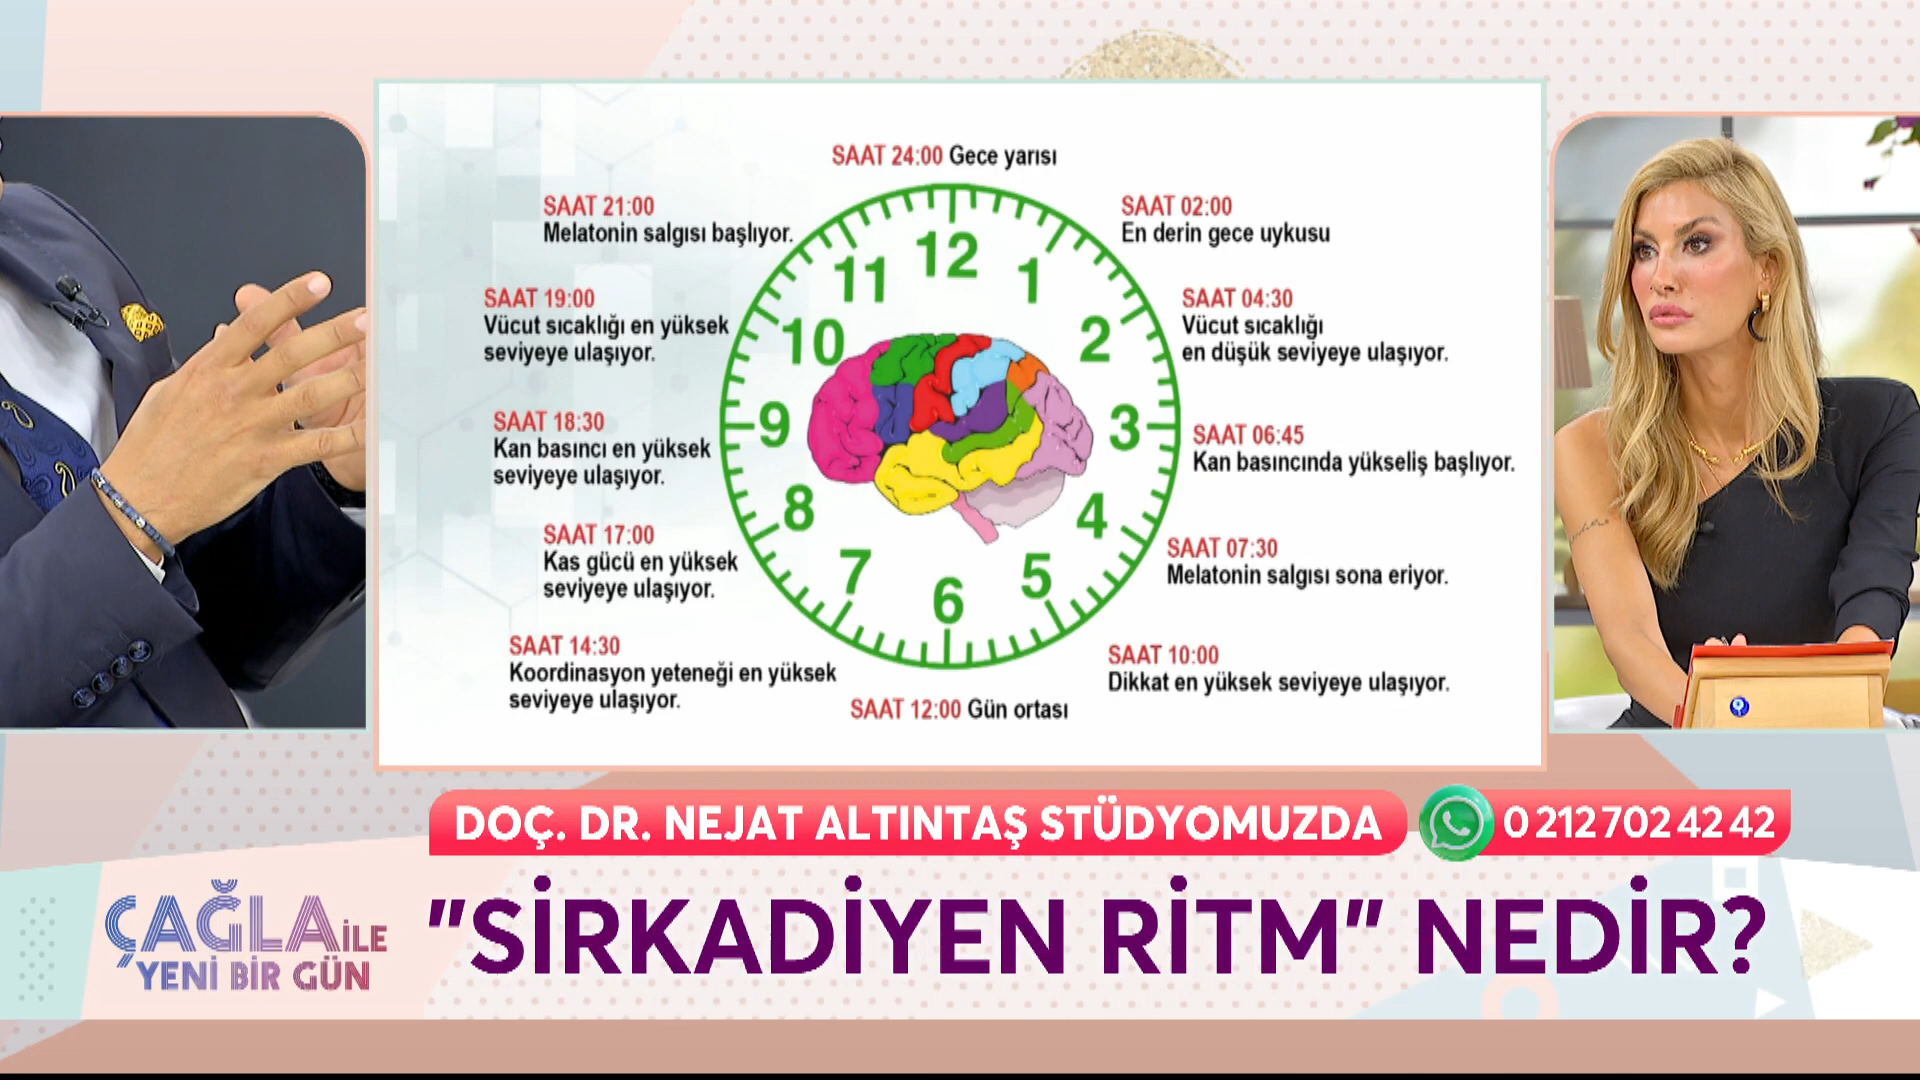 SAAT 24:00 Gece yarısı
SAAT 21:00
Melatonin salgısı başlıyor.
SAAT 02:00
En derin gece uykusu
SAAT 19:00
Vücut sıcaklığı en yüksek
seviyeye ulaşıyor.
SAAT 04:30
Vücut sıcaklığı
en düşük seviyeye ulaşıyor.
SAAT 18:30
Kan basıncı en yüksek
seviyeye ulaşıyor.
SAAT 06:45
Kan basıncında yükseliş başlıyor.
SAAT 17:00
Kas gücü en yüksek
seviyeye ulaşıyor.
SAAT 07:30
Melatonin salgısı sona eriyor.
SAAT 14:30
Koordinasyon yeteneği en yüksek
seviyeye ulaşıyor.
SAAT 10:00
Dikkat en yüksek seviyeye ulaşıyor.
SAAT 12:00 Gün ortası
12
1
2
3
4
5
6
7
8
9
10
11
DOÇ. DR. NEJAT ALTINTAŞ STÜDYOMUZDA
0 212 702 42 42
ÇAĞLA İLE
YENİ BİR GÜN
"SİRKADİYEN RİTM" NEDİR?